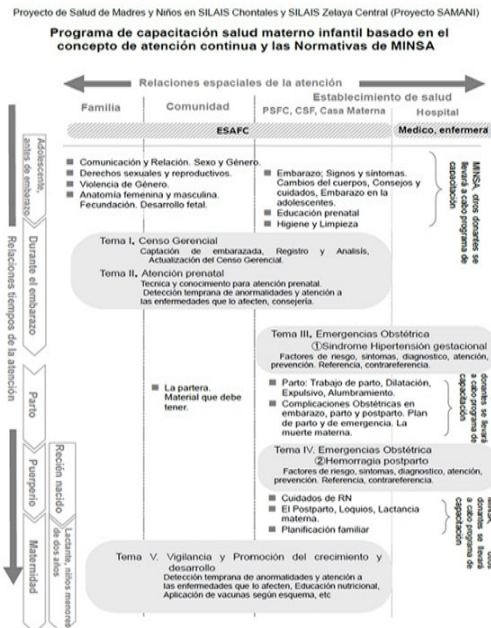 Proyecto de Salud de Madres y Niños en SILAIS Chontales y SILAIS Zelaya Central (Proyecto SAMANI)
Programa de capacitación salud materno infantil basado en el
concepto de atención continua y las Normativas de MINSA
Relaciones espaciales de la atención
Familia
Comunidad
Establecimiento de salud
PSFC, CSF, Casa Materna
Hospital
ESAFC
Medico, enfermera
Relaciones tiempos de la atención
Adolescente,
antes de embarazo
Comunicación y Relación. Sexo y Género.
Derechos sexuales y reproductivos.
Violencia de Género.
Anatomía femenina y masculina.
Fecundación. Desarrollo fetal.
Embarazo; Signos y síntomas.
Cambios del cuerpos, Consejos y
cuidados, Embarazo en la
adolescentes.
Educación prenatal
Higiene y Limpieza
MINSA, otros donantes se
llevará a cabo programa de
capacitación
Durante el embarazo
Tema I. Censo Gerencial
Captación de embarazada, Registro y Analisis,
Actualización del Censo Gerencial.
Tema II. Atención prenatal
Tecnica y conocimiento para atención prenatal.
Detección temprana de anormalidades y atención a
las enfermedades que lo afecten, consejería.
Tema III. Emergencias Obstétrica
①Sindrome Hipertensión gestacional
Factores de riesgo, sintomas, diagnostico, atención,
prevención. Referencia, contrareferencia.
Parto
La partera.
Material que debe
tener.
Parto: Trabajo de parto, Dilatación,
Expulsivo, Alumbramiento.
Complicaciones Obstétricas en
embarazo, parto y postparto. Plan
de parto y de emergencia. La
muerte materna.
donantes se llevará
a cabo programa de
capacitación
Puerperio
Recién nacido
Tema IV. Emergencias Obstétrica
②Hemorragia postparto
Factores de riesgo, sintomas, diagnostico, atención,
prevención. Referencia, contrareferencia.
Cuidados de RN
El Postparto, Loquios, Lactancia
materna.
Planificación familiar
donantes se llevará
a cabo programa de
capacitación
Maternidad
Lactante, niños menores
de dos años
Tema V. Vigilancia y Promoción del crecimiento y
desarrollo
Detección temprana de anormalidades y atención a
las enfermedades que lo afecten, Educación nutricional,
Aplicación de vacunas según esquema, etc